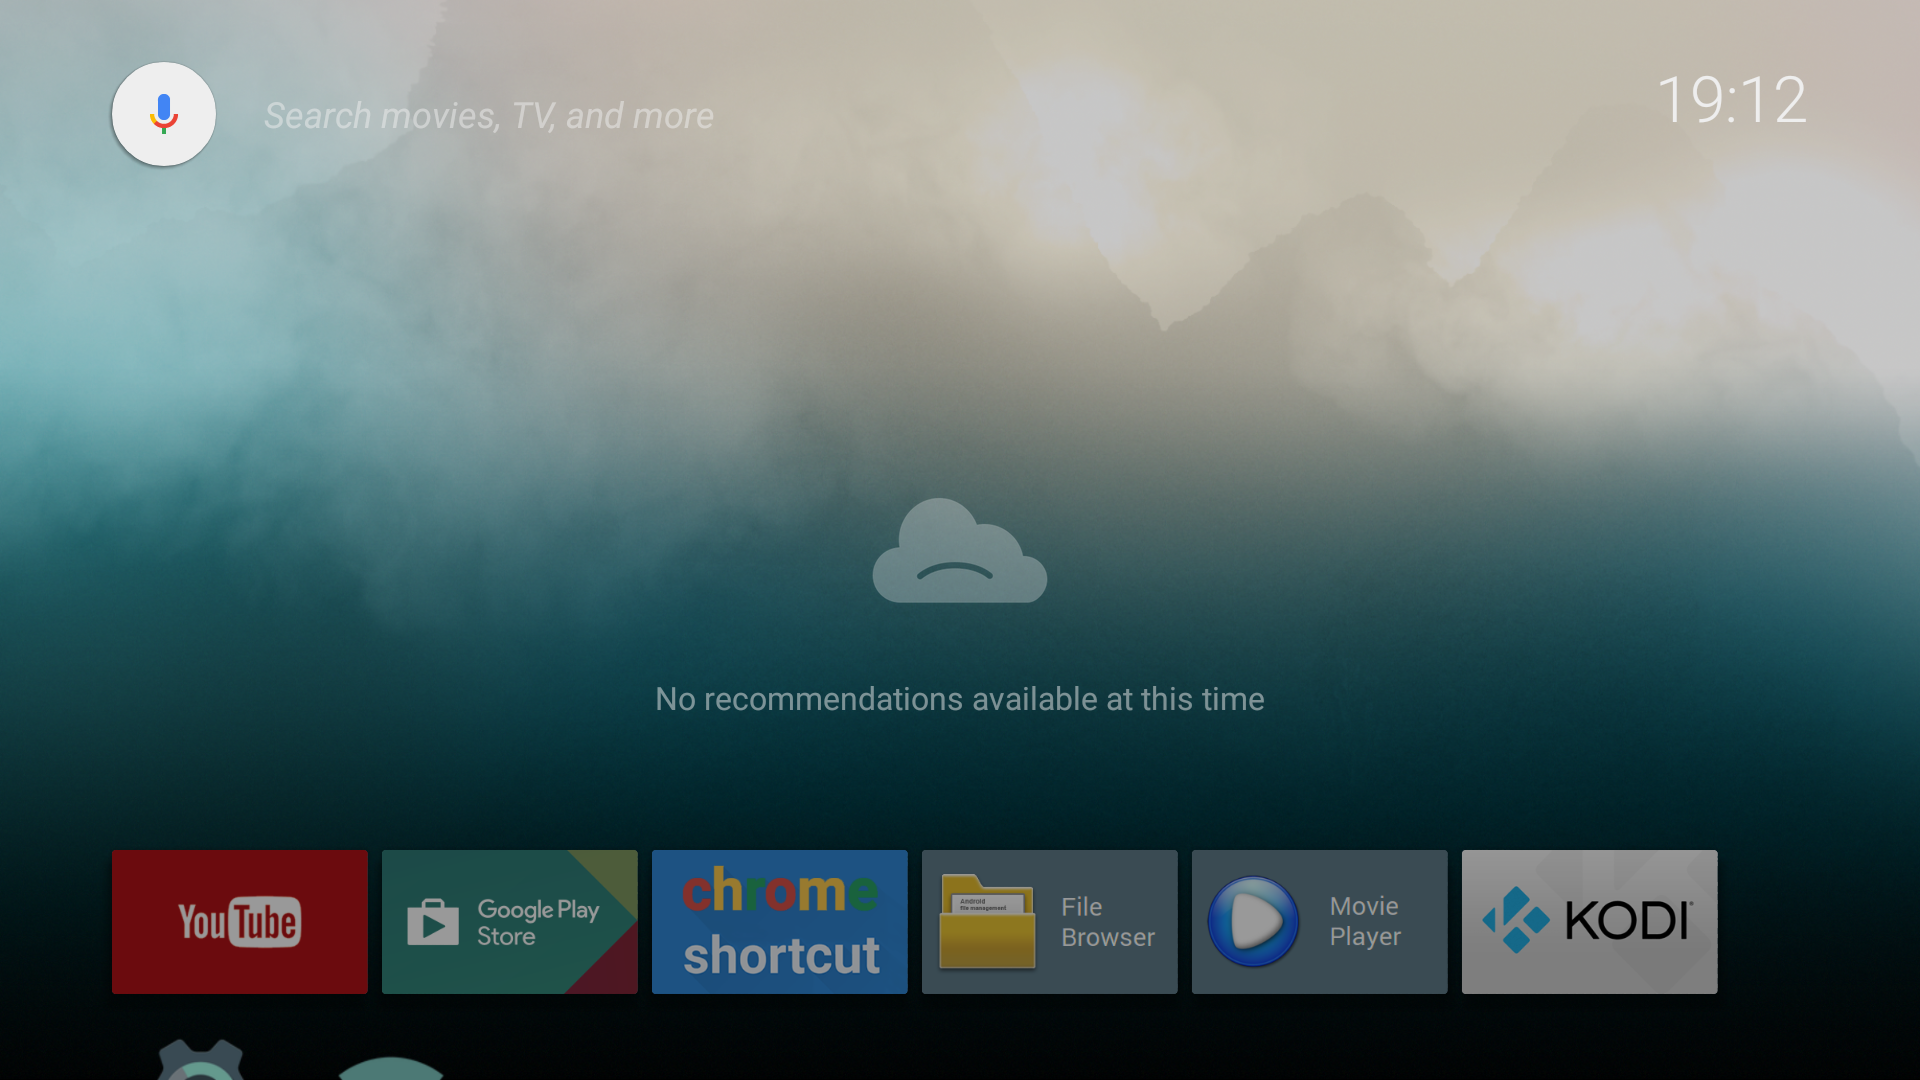 Search movies, TV, and more
19:12
No recommendations available at this time
YouTube
Google Play
Store
chrome
shortcut
Android
file management
File
Browser
Movie
Player
KODI